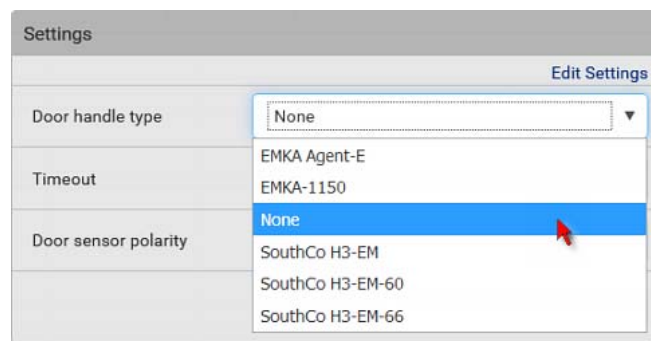 Settings
Edit Settings
Door handle type
None
EMKA Agent-E
EMKA-1150
Timeout
None
Door sensor polarity
SouthCo H3-EM
SouthCo H3-EM-60
SouthCo H3-EM-66